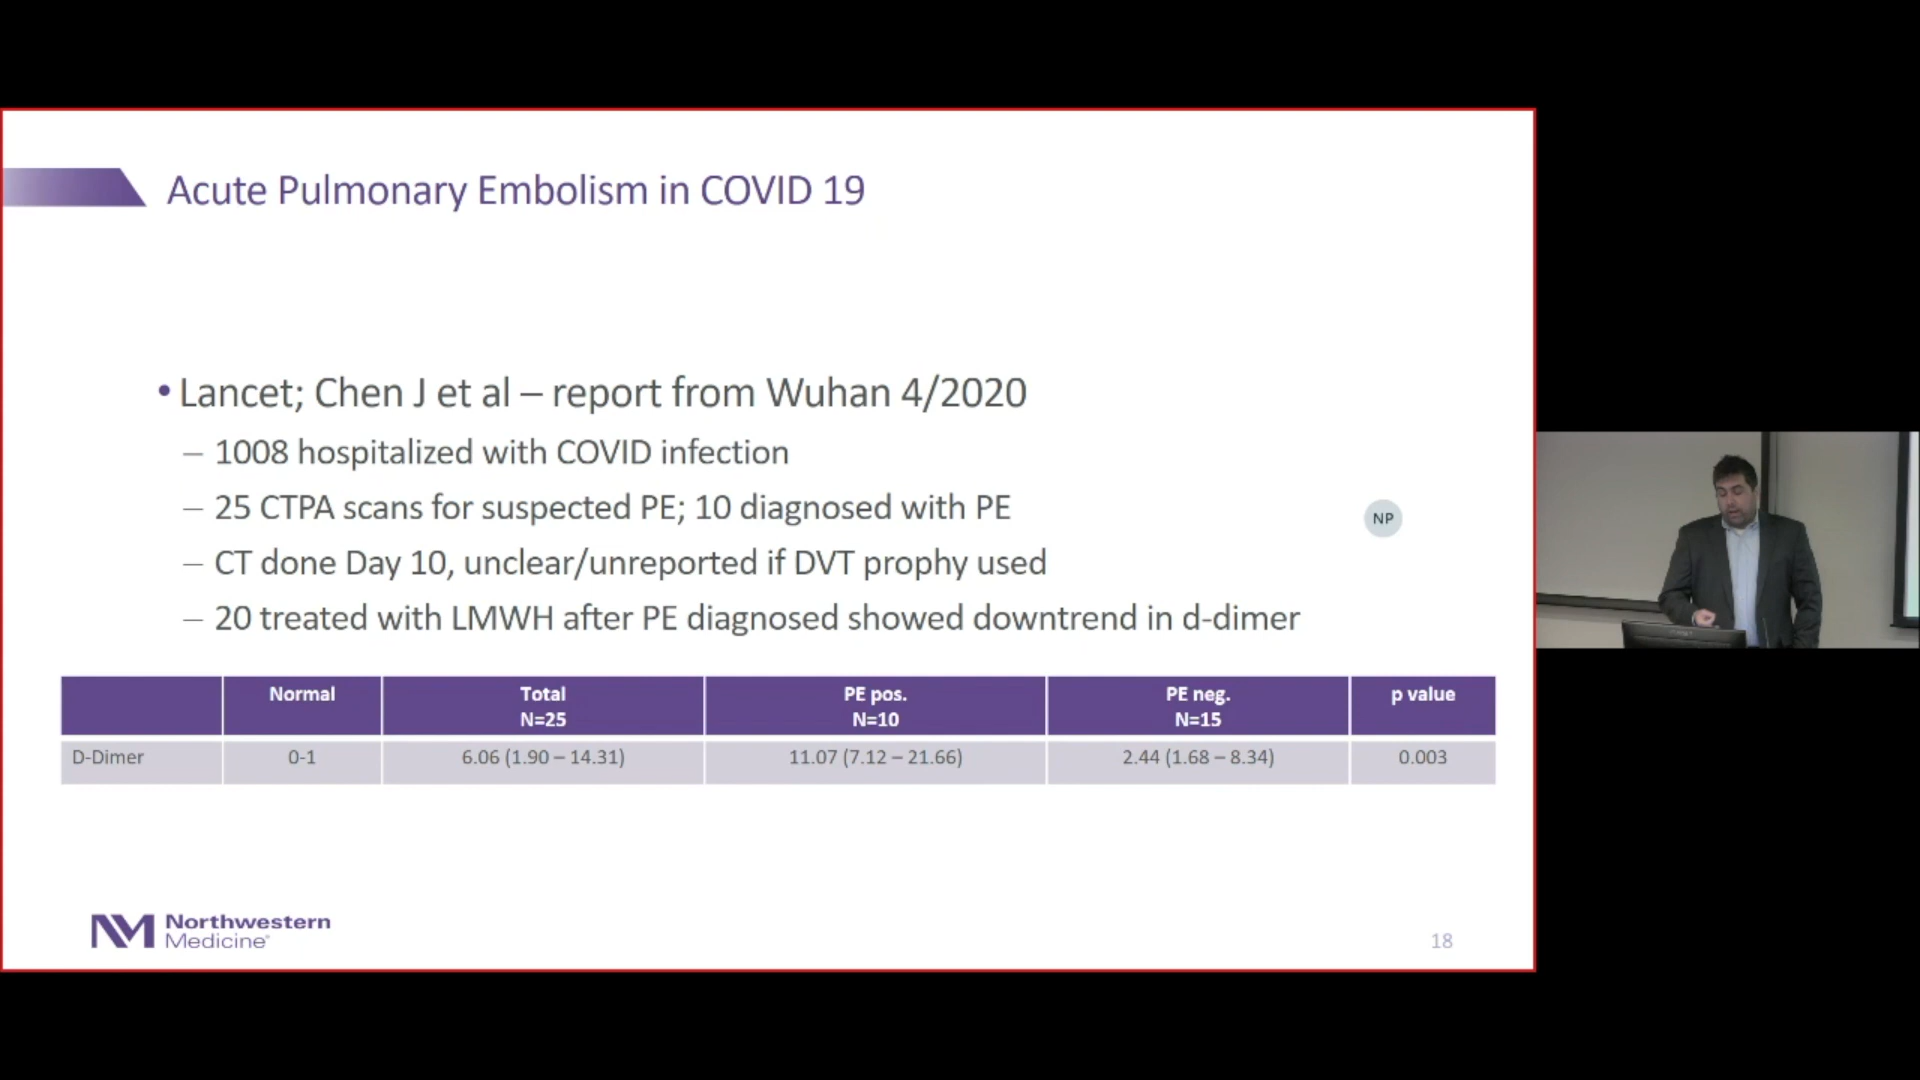 Acute Pulmonary Embolism in COVID 19
• Lancet; Chen J et al – report from Wuhan 4/2020
– 1008 hospitalized with COVID infection
– 25 CTPA scans for suspected PE; 10 diagnosed with PE
NP
– CT done Day 10, unclear/unreported if DVT prophy used
– 20 treated with LMWH after PE diagnosed showed downtrend in d-dimer
Normal Total PE pos. PE neg. p value
N=25 N=10 N=15
D-Dimer 0-1 6.06 (1.90 – 14.31) 11.07 (7.12 – 21.66) 2.44 (1.68 – 8.34) 0.003
NM Northwestern
Medicine®
18